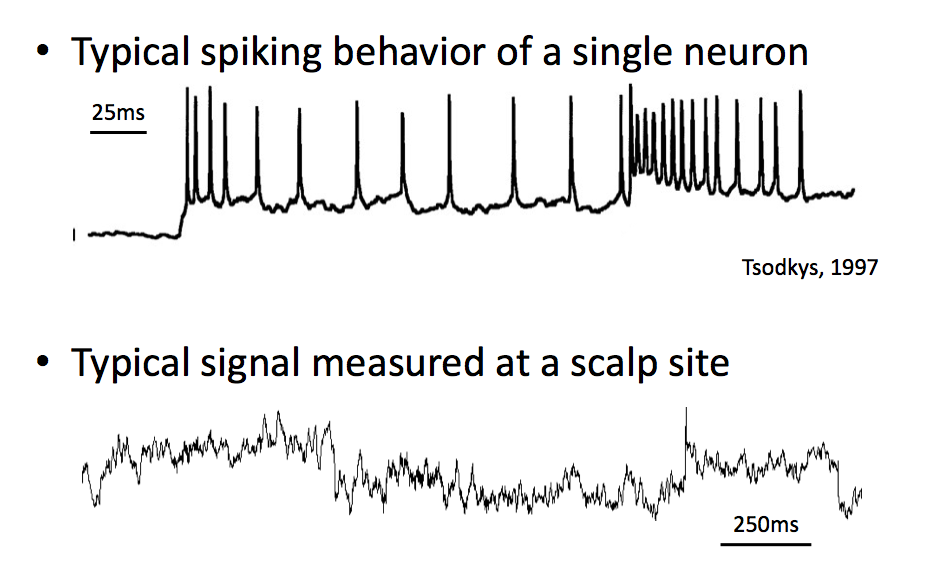 • Typical spiking behavior of a single neuron
25ms
Tsodkys, 1997
• Typical signal measured at a scalp site
250ms